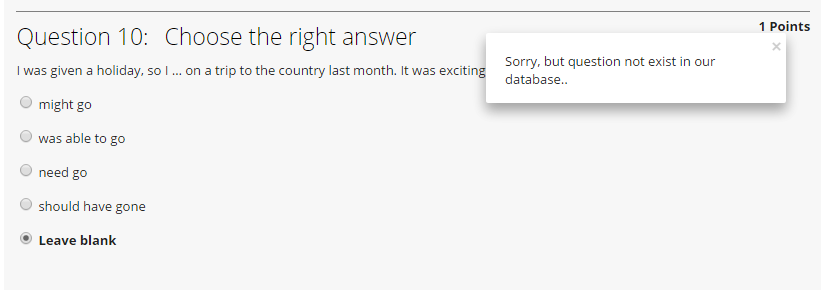 1 Points
Question 10: Choose the right answer
I was given a holiday, so I ... on a trip to the country last month. It was exciting
Sorry, but question not exist in our
database..
×
might go
was able to go
need go
should have gone
Leave blank